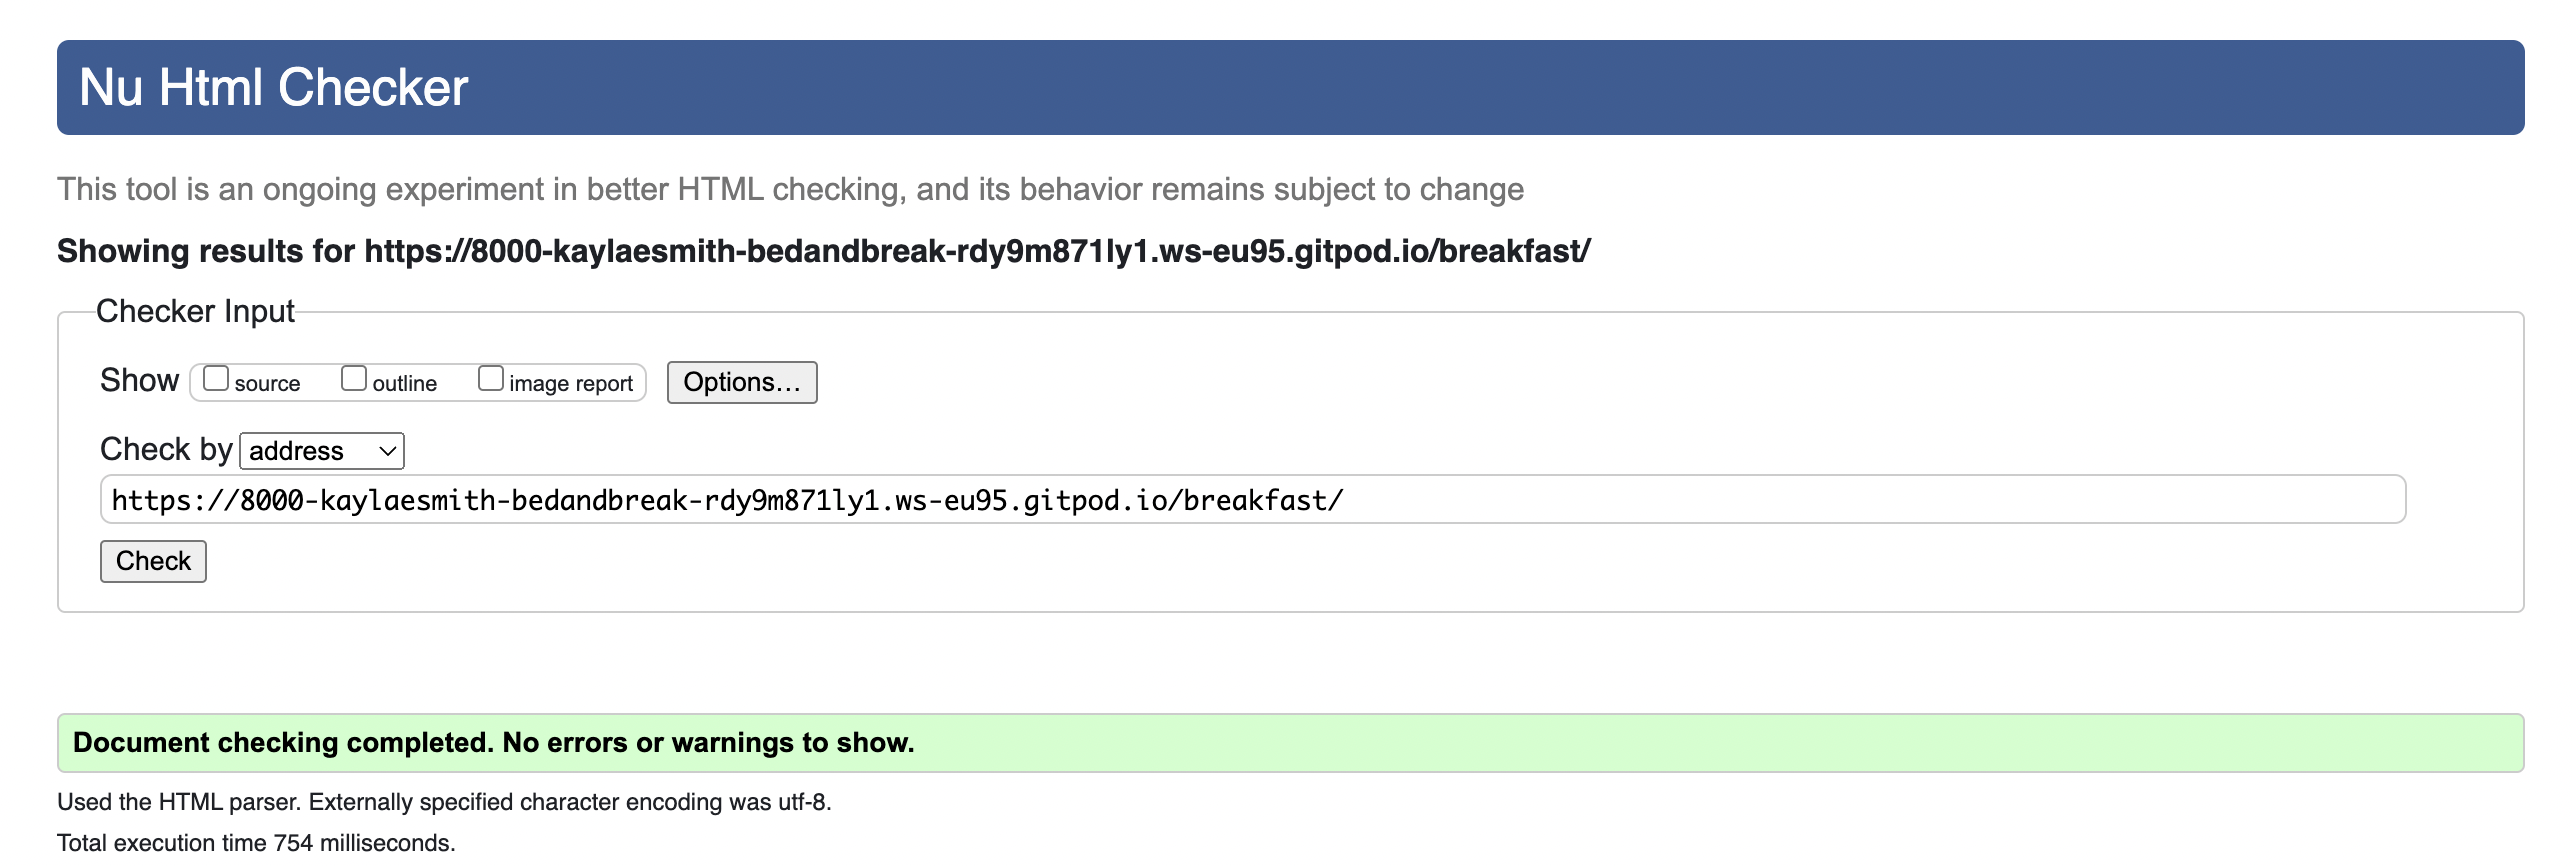 Nu Html Checker
This tool is an ongoing experiment in better HTML checking, and its behavior remains subject to change
Showing results for https://8000-kaylaesmith-bedandbreak-rdy9m871ly1.ws-eu95.gitpod.io/breakfast/
Checker Input
Show source outline image report Options...
Check by address
https://8000-kaylaesmith-bedandbreak-rdy9m871ly1.ws-eu95.gitpod.io/breakfast/
Check
Document checking completed. No errors or warnings to show.
Used the HTML parser. Externally specified character encoding was utf-8.
Total execution time 754 milliseconds.